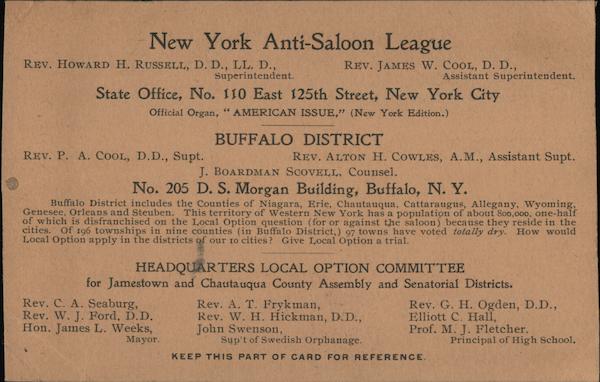 New York Anti-Saloon League
REV. HOWARD H. RUSSELL, D. D., LL. D., REV. JAMES W. COOL, D. D.,
Superintendent. Assistant Superintendent.
State Office, No. 110 East 125th Street, New York City
Official Organ, "AMERICAN ISSUE," (New York Edition.)
BUFFALO DISTRICT
REV. P. A. COOL, D.D., Supt. REV. ALTON H. COWLES, A.M., Assistant Supt.
J. BOARDMAN SCOVELL, Counsel.
No. 205 D. S. Morgan Building, Buffalo, N. Y.
Buffalo District includes the Counties of Niagara, Erie, Chautauqua, Cattaraugus, Allegany, Wyoming,
Genesee, Orleans and Steuben. This territory of Western New York has a population of about 800,000, one-half
of which is disfranchised on the Local Option question (for or against the saloon) because they reside in the
cities. Of 196 townships in nine counties (in Buffalo District,) 97 towns have voted totally dry. How would
Local Option apply in the districts of our 10 cities? Give Local Option a trial.
HEADQUARTERS LOCAL OPTION COMMITTEE
for Jamestown and Chautauqua County Assembly and Senatorial Districts.
Rev. C. A. Seaburg, Rev. A. T. Frykman, Rev. G. H. Ogden, D.D.,
Rev. W. J. Ford, D.D. Rev. W. H. Hickman, D.D., Elliott C. Hall,
Hon. James L. Weeks, John Swenson, Prof. M. J. Fletcher.
Mayor. Sup't of Swedish Orphanage. Principal of High School.
KEEP THIS PART OF CARD FOR REFERENCE.